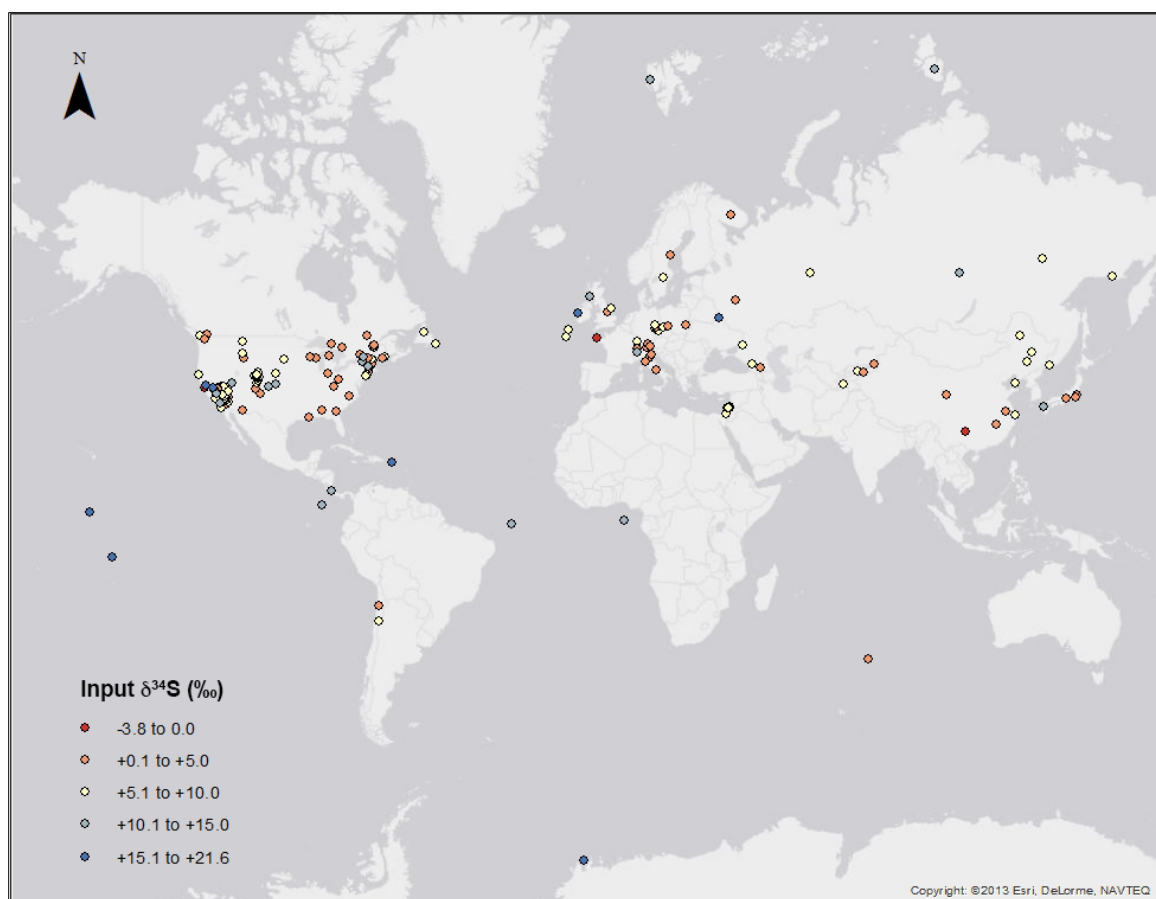 N
Input δ³⁴S (‰)
-3.8 to 0.0
+0.1 to +5.0
+5.1 to +10.0
+10.1 to +15.0
+15.1 to +21.6
Copyright: ©2013 Esri, DeLorme, NAVTEQ